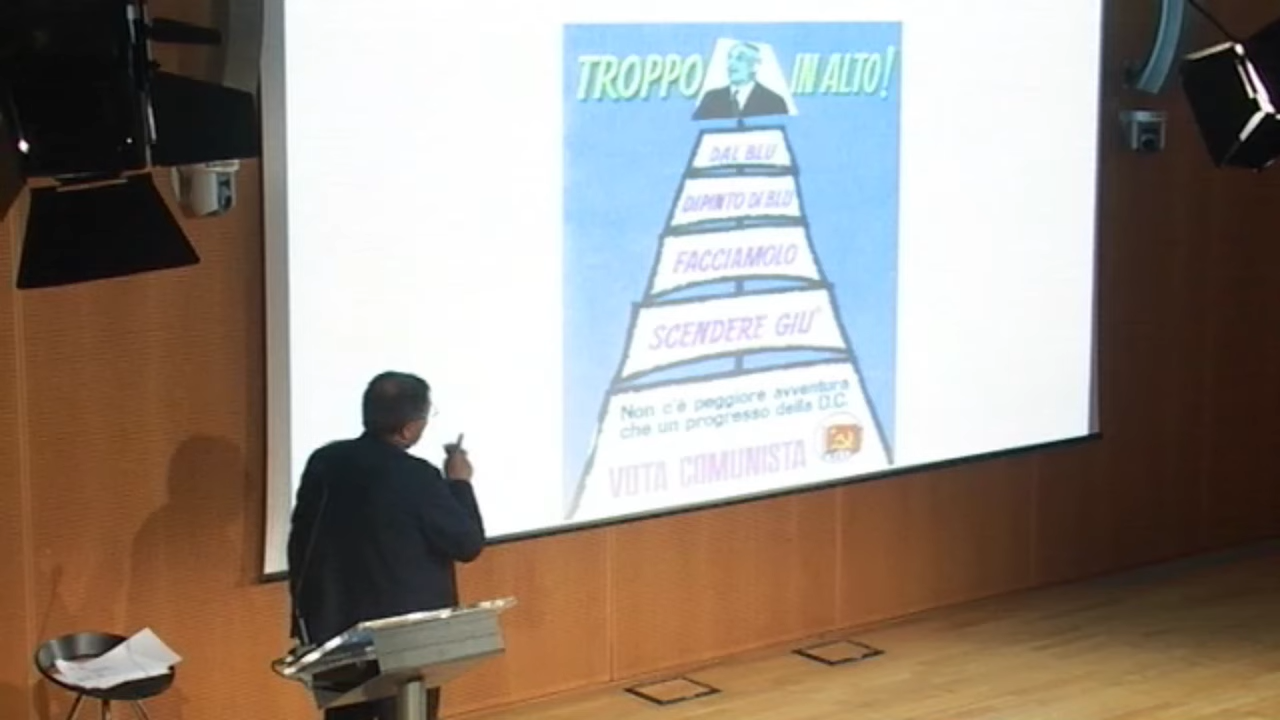 TROPPO IN ALTO!
DAL BLU
DIPINTO DI BLU
FACCIAMOLO
SCENDERE GIU'
Non c'è peggiore avventura
che un progresso della D.C.
VOTA COMUNISTA